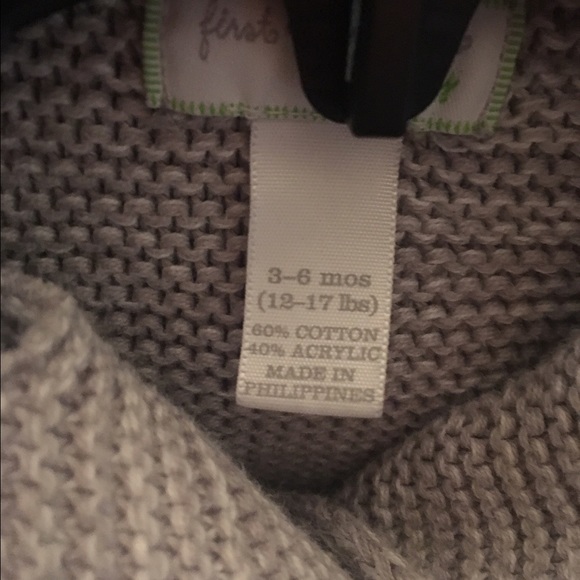 first
3-6 mos
(12-17 lbs)
60% COTTON
40% ACRYLIC
MADE IN
PHILIPPINES